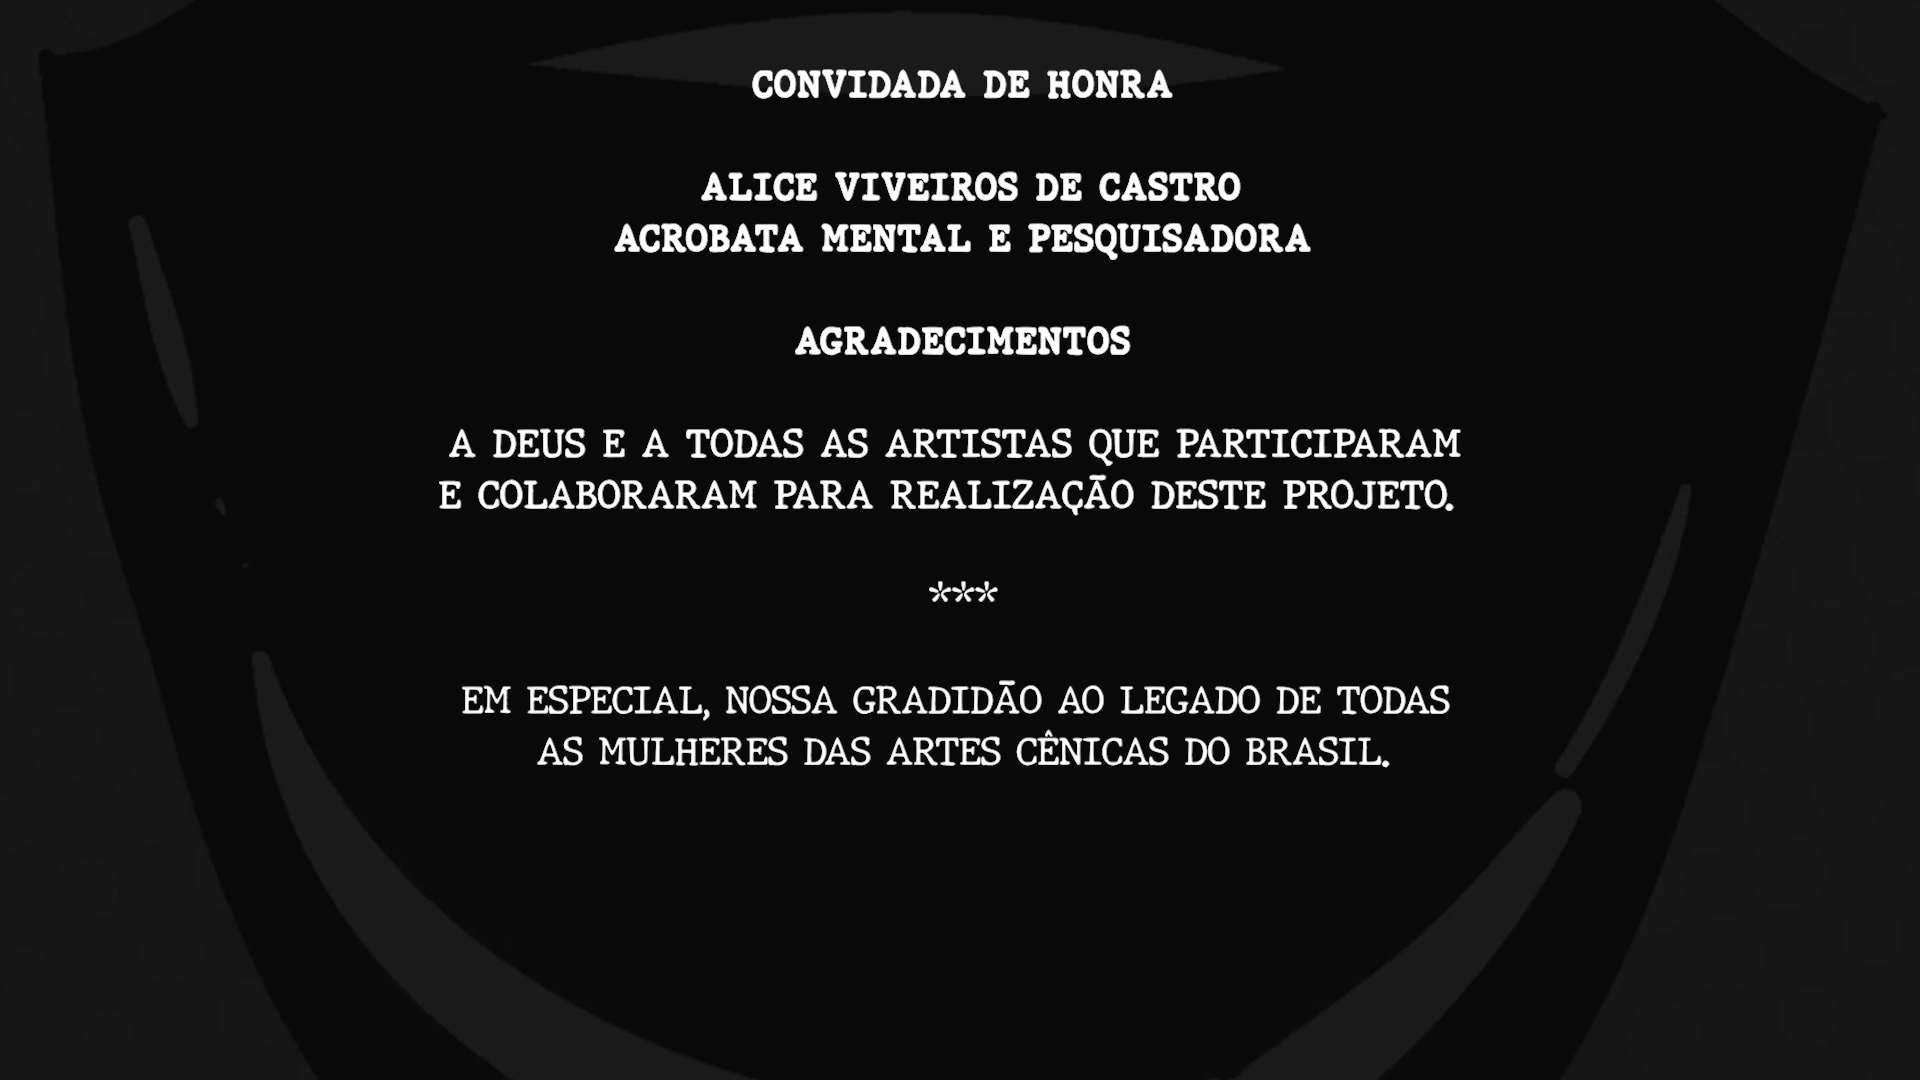 CONVIDADA DE HONRA
ALICE VIVEIROS DE CASTRO
ACROBATA MENTAL E PESQUISADORA
AGRADECIMENTOS
A DEUS E A TODAS AS ARTISTAS QUE PARTICIPARAM
E COLABORARAM PARA REALIZAÇÃO DESTE PROJETO.
***
EM ESPECIAL, NOSSA GRADIDÃO AO LEGADO DE TODAS
AS MULHERES DAS ARTES CÊNICAS DO BRASIL.